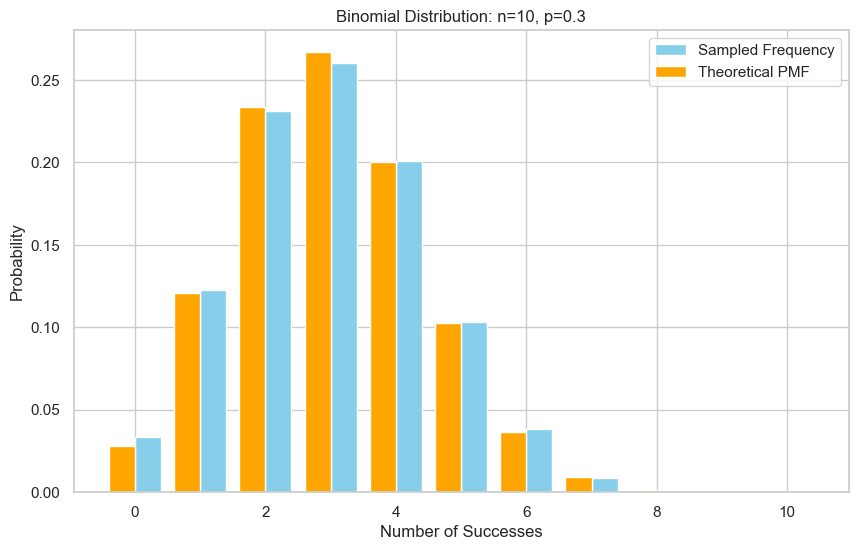 Binomial Distribution: n=10, p=0.3
Sampled Frequency
Theoretical PMF
0.25
0.20
0.15
0.10
0.05
0.00
Probability
0
2
4
6
8
10
Number of Successes